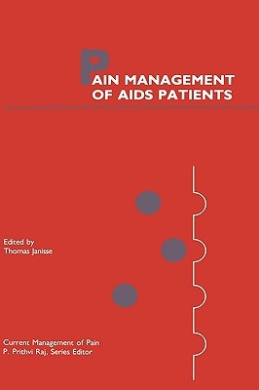 PAIN MANAGEMENT
OF AIDS PATIENTS
Edited by
Thomas Janisse
Current Management of Pain
P. Prithvi Raj, Series Editor